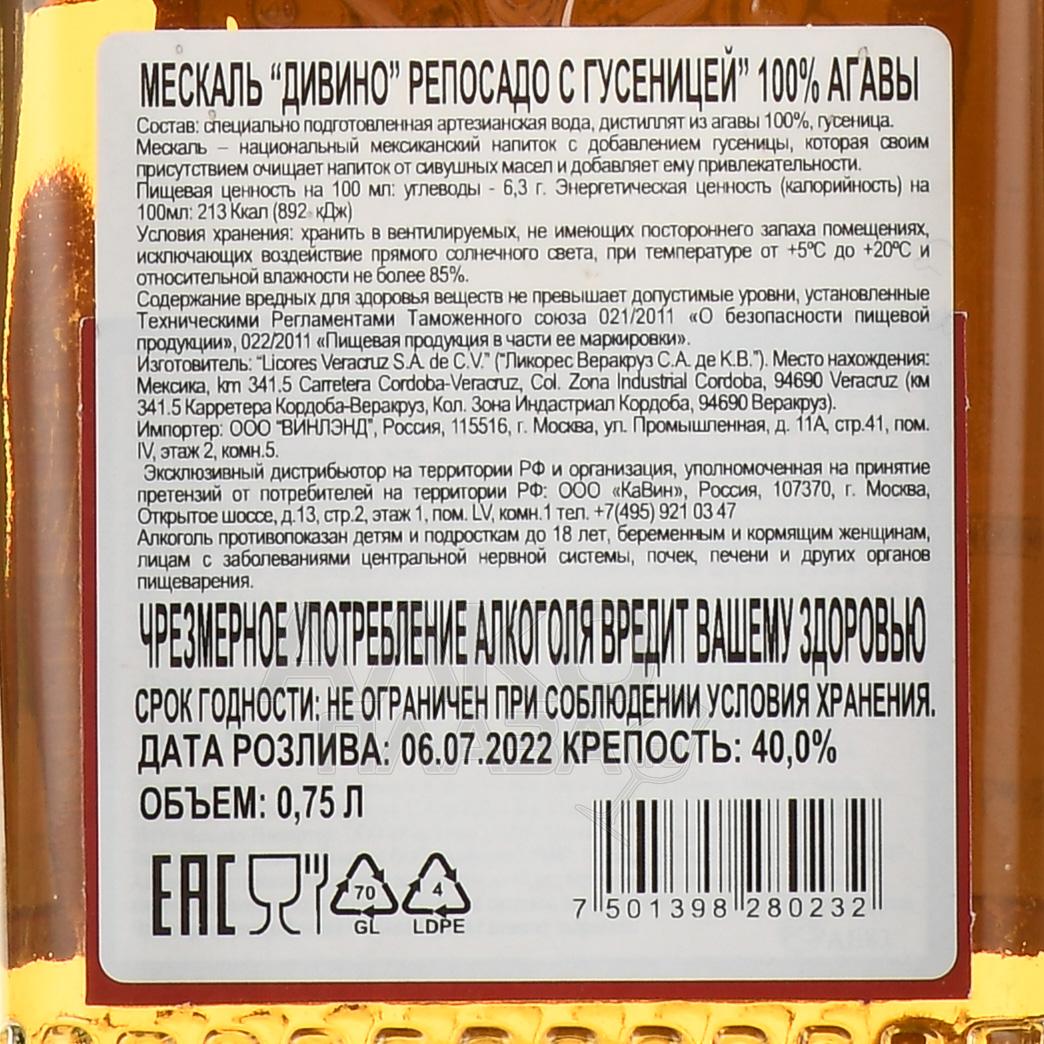 МЕСКАЛЬ “ДИВИНО” РЕПОСАДО С ГУСЕНИЦЕЙ” 100% АГАВЫ
Состав: специально подготовленная артезианская вода, дистиллят из агавы 100%, гусеница.
Мескаль – национальный мексиканский напиток с добавлением гусеницы, которая своим
присутствием очищает напиток от сивушных масел и добавляет ему привлекательности.
Пищевая ценность на 100 мл: углеводы - 6,3 г. Энергетическая ценность (калорийность) на
100мл: 213 Ккал (892 кДж)
Условия хранения: хранить в вентилируемых, не имеющих постороннего запаха помещениях,
исключающих воздействие прямого солнечного света, при температуре от +5°С до +20°С и
относительной влажности не более 85%.
Содержание вредных для здоровья веществ не превышает допустимые уровни, установленные
Техническими Регламентами Таможенного союза 021/2011 «О безопасности пищевой
продукции», 022/2011 «Пищевая продукция в части ее маркировки».
Изготовитель: “Licores Veracruz S.A. de C.V.” (“Ликорес Веракруз С.А. де К.В.”). Место нахождения:
Мексика, km 341.5 Carretera Cordoba-Veracruz, Col. Zona Industrial Cordoba, 94690 Veracruz (км
341.5 Карретера Кордоба-Веракруз, Кол. Зона Индастриал Кордоба, 94690 Веракруз).
Импортер: ООО “ВИНЛЭНД”, Россия, 115516, г. Москва, ул. Промышленная, д. 11А, стр.41, пом.
IV, этаж 2, комн.5.
Эксклюзивный дистрибьютор на территории РФ и организация, уполномоченная на принятие
претензий от потребителей на территории РФ: ООО «КаВин», Россия, 107370, г. Москва,
Открытое шоссе, д.13, стр.2, этаж 1, пом. LV, комн.1 тел. +7(495) 921 03 47
Алкоголь противопоказан детям и подросткам до 18 лет, беременным и кормящим женщинам,
лицам с заболеваниями центральной нервной системы, почек, печени и других органов
пищеварения.
ЧРЕЗМЕРНОЕ УПОТРЕБЛЕНИЕ АЛКОГОЛЯ ВРЕДИТ ВАШЕМУ ЗДОРОВЬЮ
СРОК ГОДНОСТИ: НЕ ОГРАНИЧЕН ПРИ СОБЛЮДЕНИИ УСЛОВИЯ ХРАНЕНИЯ.
ДАТА РОЗЛИВА: 06.07.2022 КРЕПОСТЬ: 40,0%
ОБЪЕМ: 0,75 Л
EAC 70 GL 4 LDPE
7 501398 280232